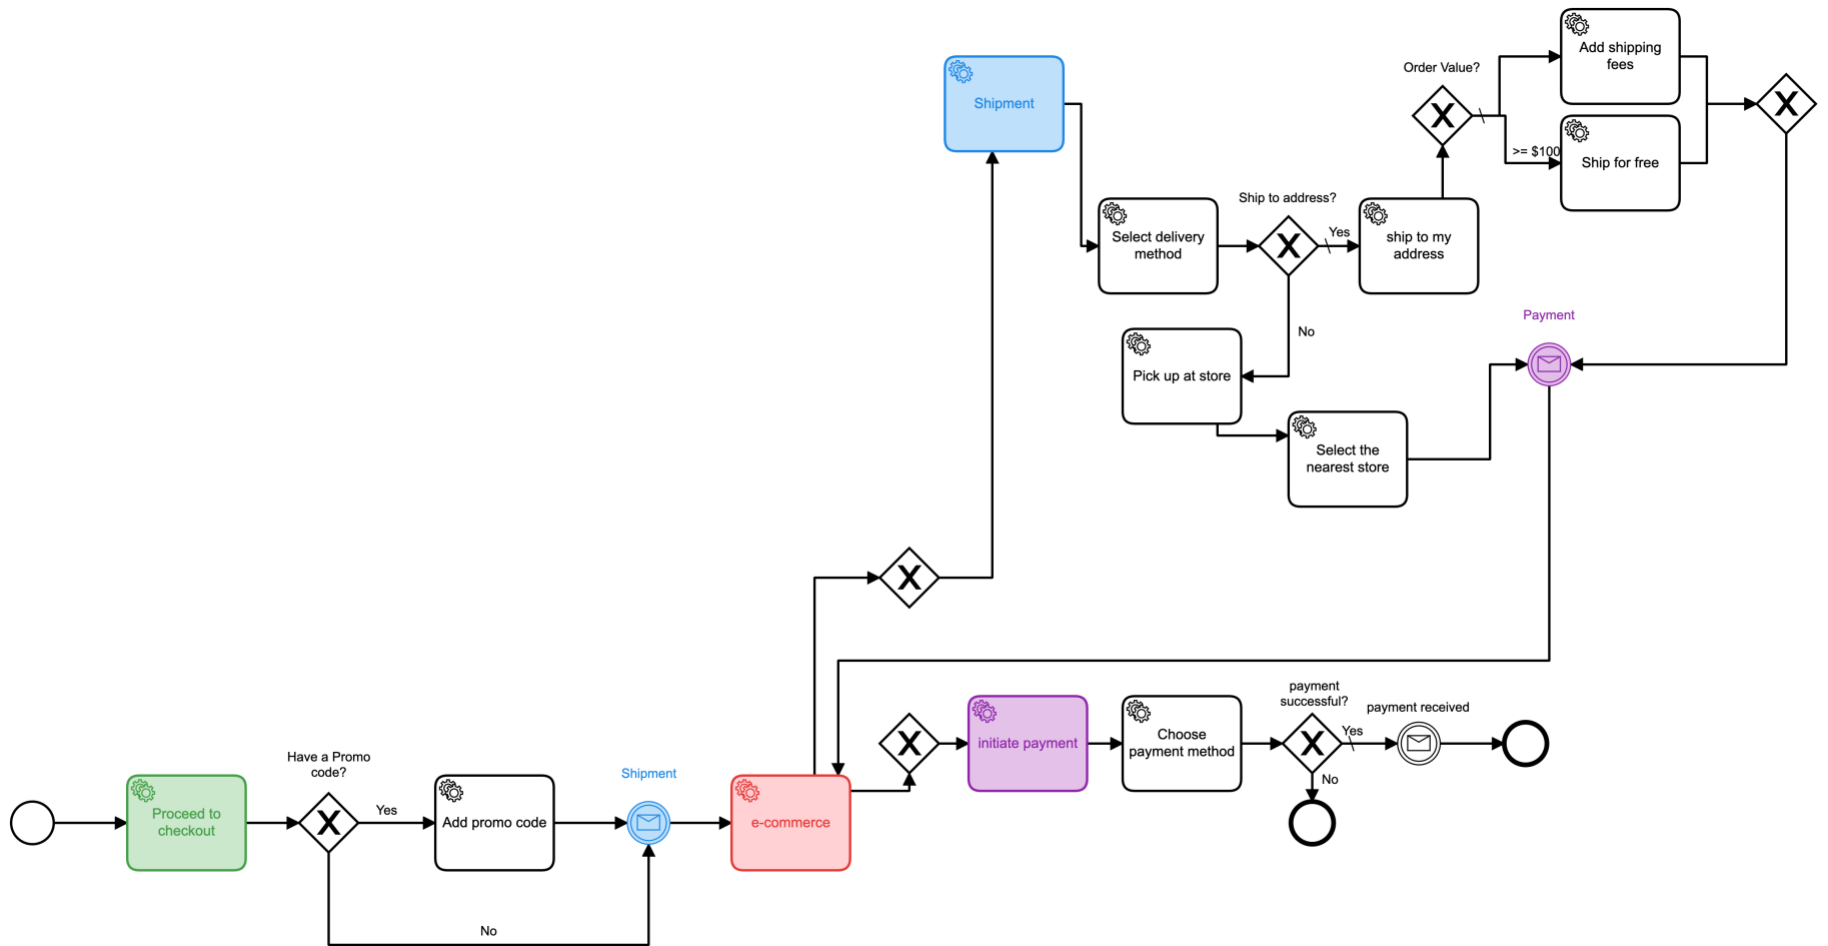 Add shipping
fees
Order Value?
Shipment
>= $100
Ship for free
Ship to address?
Select delivery
method
Yes
ship to my
address
Payment
No
Pick up at store
Select the
nearest store
payment
successful?
payment received
Yes
initiate payment
Choose
payment method
Have a Promo
code?
Shipment
No
Proceed to
checkout
Yes
Add promo code
e-commerce
No